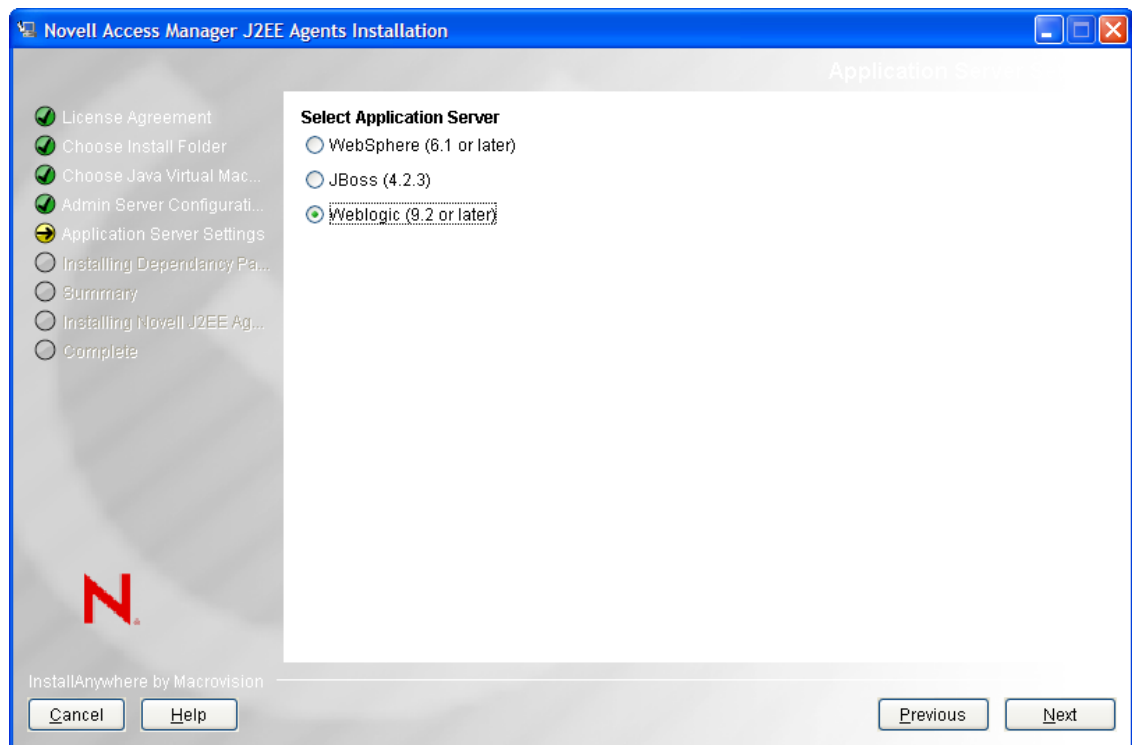 Novell Access Manager J2EE Agents Installation
Application Server
License Agreement
Choose Install Folder
Choose Java Virtual Mac...
Admin Server Configurati...
Application Server Settings
Installing Dependancy Pa...
Summary
Installing Novell J2EE Ag...
Complete
Select Application Server
WebSphere (6.1 or later)
JBoss (4.2.3)
Weblogic (9.2 or later)
N
InstallAnywhere by Macrovision
Cancel
Help
Previous
Next